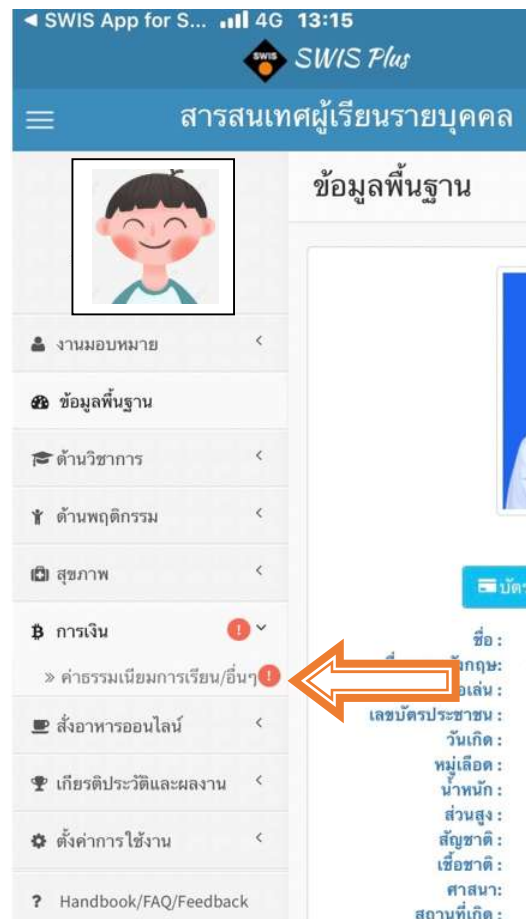 SWIS App for S... 4G 13:15
SWIS
SWIS Plus
สารสนเทศผู้เรียนรายบุคคล
ข้อมูลพื้นฐาน
งานมอบหมาย
ข้อมูลพื้นฐาน
ด้านวิชาการ
ด้านพฤติกรรม
สุขภาพ
การเงิน
» ค่าธรรมเนียมการเรียน/อื่นๆ
สั่งอาหารออนไลน์
เกียรติประวัติและผลงาน
ตั้งค่าการใช้งาน
? Handbook/FAQ/Feedback
ชื่อ :
เลขบัตรประชาชน :
วันเกิด :
หมู่เลือด :
น้ำหนัก :
ส่วนสูง :
สัญชาติ :
เชื้อชาติ :
ศาสนา:
สถานที่เกิด :